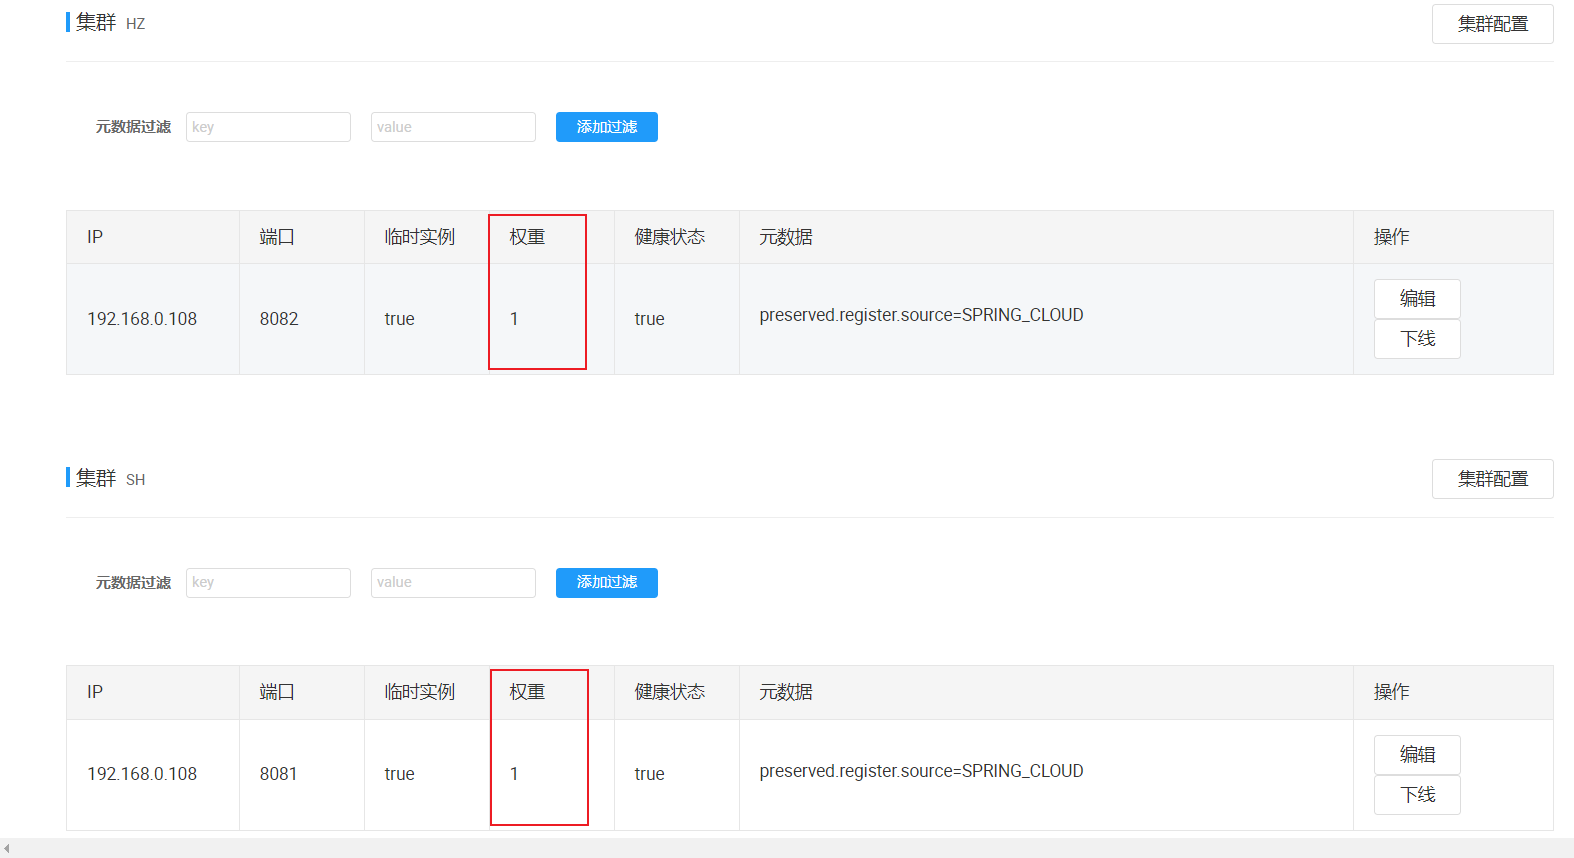 集群 HZ 集群配置
元数据过滤 key value 添加过滤
IP 端口 临时实例 权重 健康状态 元数据 操作
192.168.0.108 8082 true 1 true preserved.register.source=SPRING_CLOUD 编辑
下线
集群 SH 集群配置
元数据过滤 key value 添加过滤
IP 端口 临时实例 权重 健康状态 元数据 操作
192.168.0.108 8081 true 1 true preserved.register.source=SPRING_CLOUD 编辑
下线